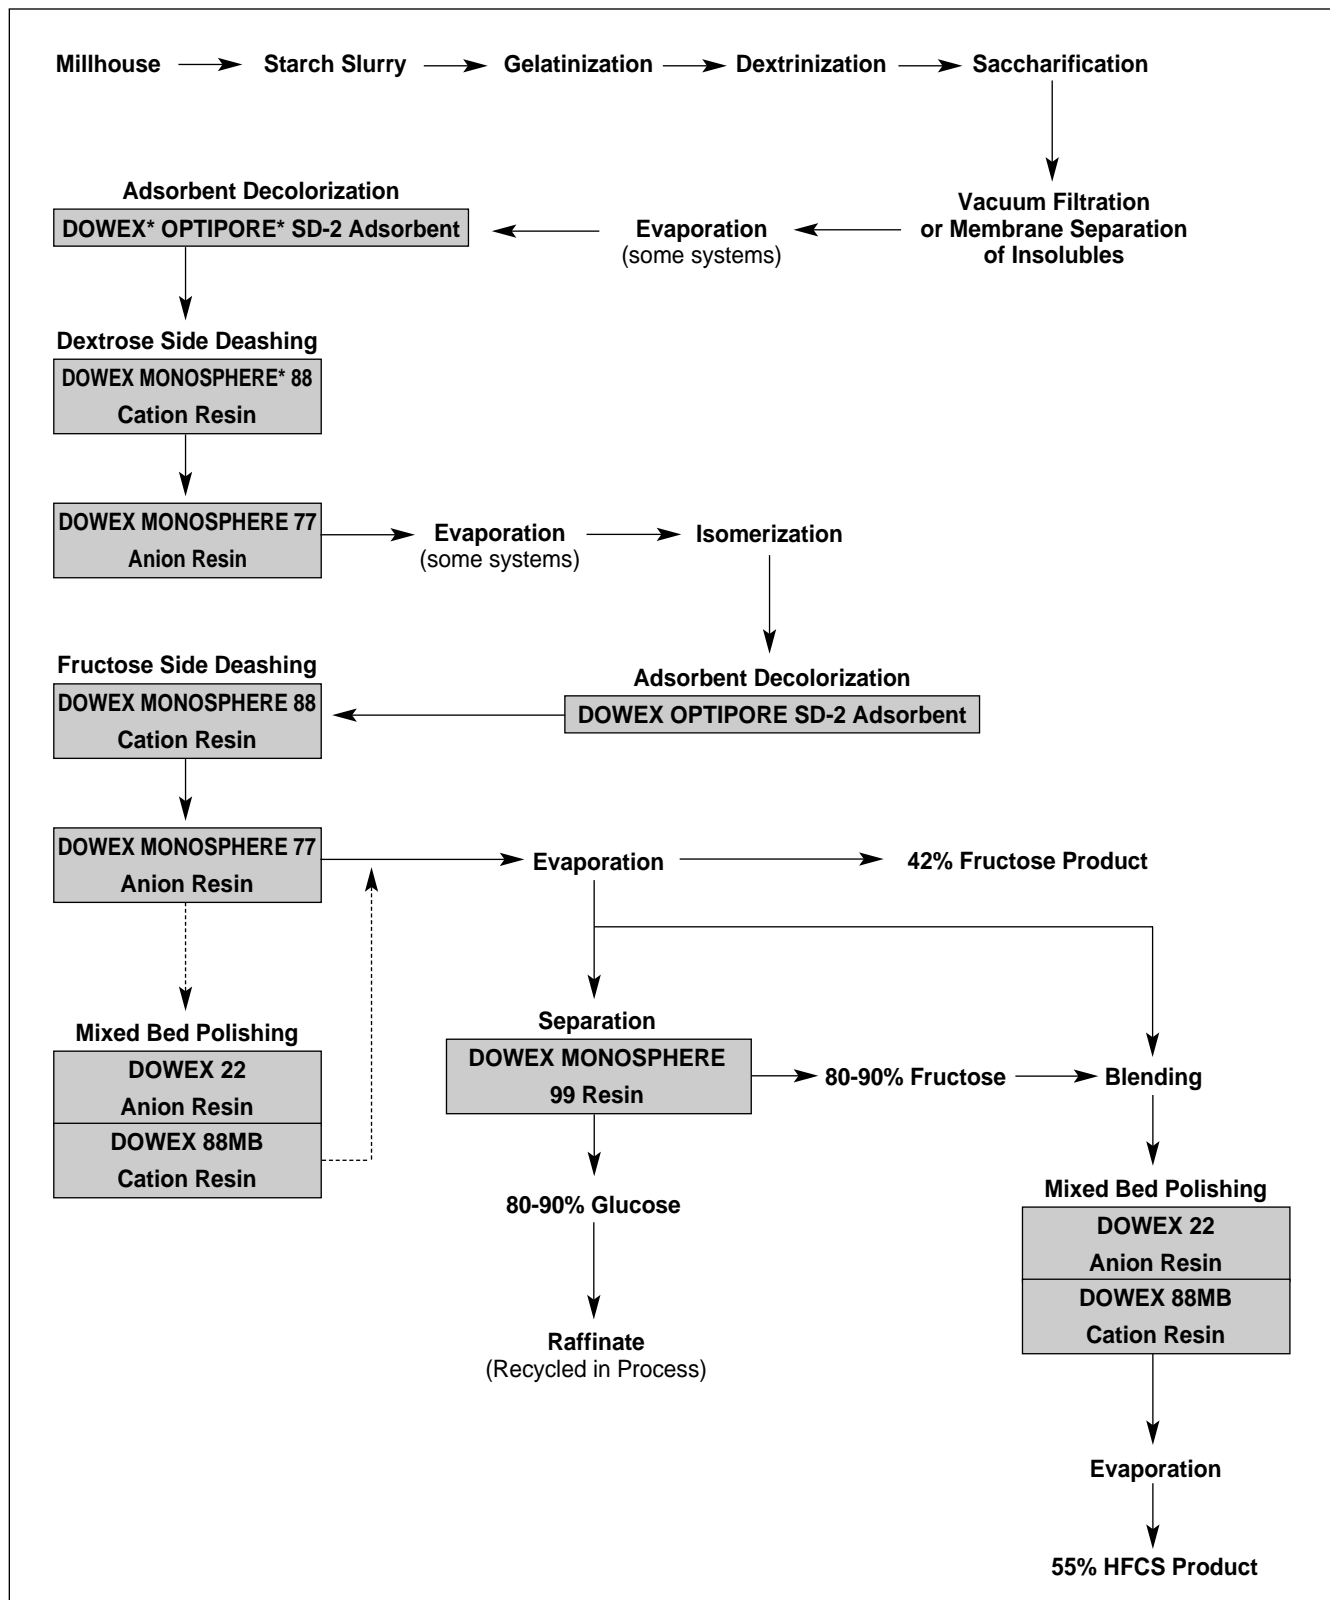 Millhouse
Starch Slurry
Gelatinization
Dextrinization
Saccharification
Vacuum Filtration
or Membrane Separation
of Insolubles
Evaporation
(some systems)
Adsorbent Decolorization
DOWEX* OPTIPORE* SD-2 Adsorbent
Dextrose Side Deashing
DOWEX MONOSPHERE* 88
Cation Resin
DOWEX MONOSPHERE 77
Anion Resin
Evaporation
(some systems)
Isomerization
Adsorbent Decolorization
DOWEX OPTIPORE SD-2 Adsorbent
Fructose Side Deashing
DOWEX MONOSPHERE 88
Cation Resin
DOWEX MONOSPHERE 77
Anion Resin
Evaporation
42% Fructose Product
Mixed Bed Polishing
DOWEX 22
Anion Resin
DOWEX 88MB
Cation Resin
Separation
DOWEX MONOSPHERE
99 Resin
80-90% Fructose
Blending
80-90% Glucose
Raffinate
(Recycled in Process)
Mixed Bed Polishing
DOWEX 22
Anion Resin
DOWEX 88MB
Cation Resin
Evaporation
55% HFCS Product